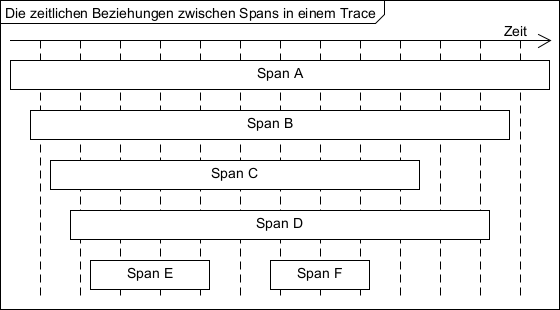 Die zeitlichen Beziehungen zwischen Spans in einem Trace
Zeit
Span A
Span B
Span C
Span D
Span E
Span F